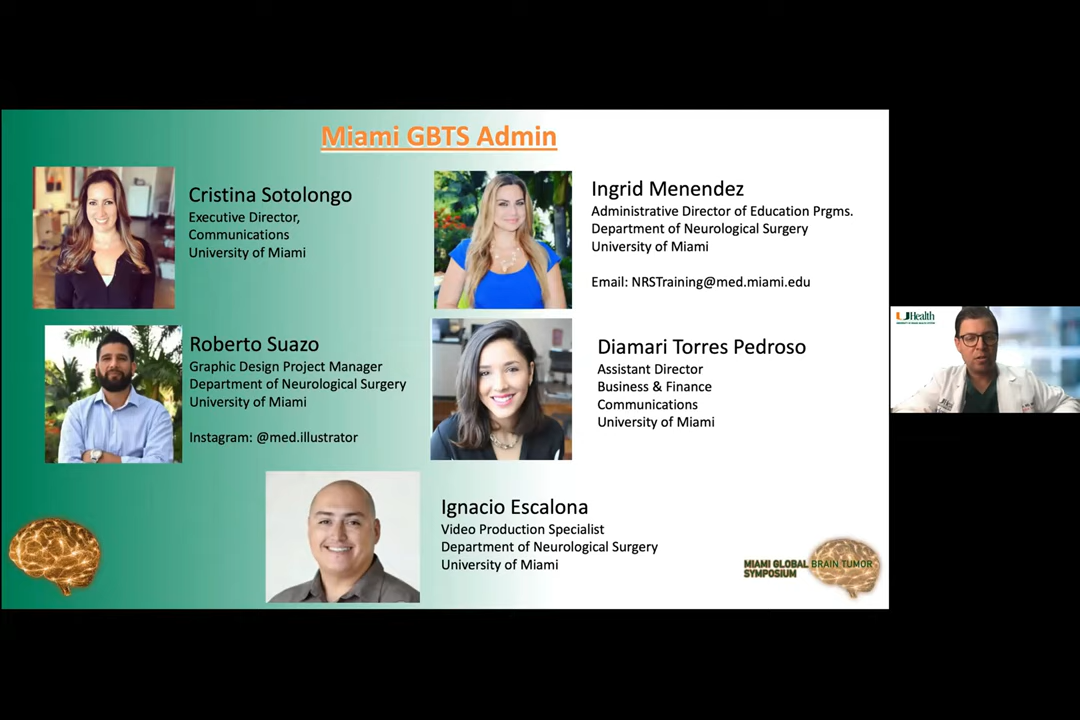 Miami GBTS Admin
Cristina Sotolongo
Executive Director,
Communications
University of Miami
Ingrid Menendez
Administrative Director of Education Prgms.
Department of Neurological Surgery
University of Miami
Email: NRSTraining@med.miami.edu
Roberto Suazo
Graphic Design Project Manager
Department of Neurological Surgery
University of Miami
Instagram: @med.illustrator
Diamari Torres Pedroso
Assistant Director
Business & Finance
Communications
University of Miami
Ignacio Escalona
Video Production Specialist
Department of Neurological Surgery
University of Miami
MIAMI GLOBAL BRAIN TUMOR
SYMPOSIUM
UHealth